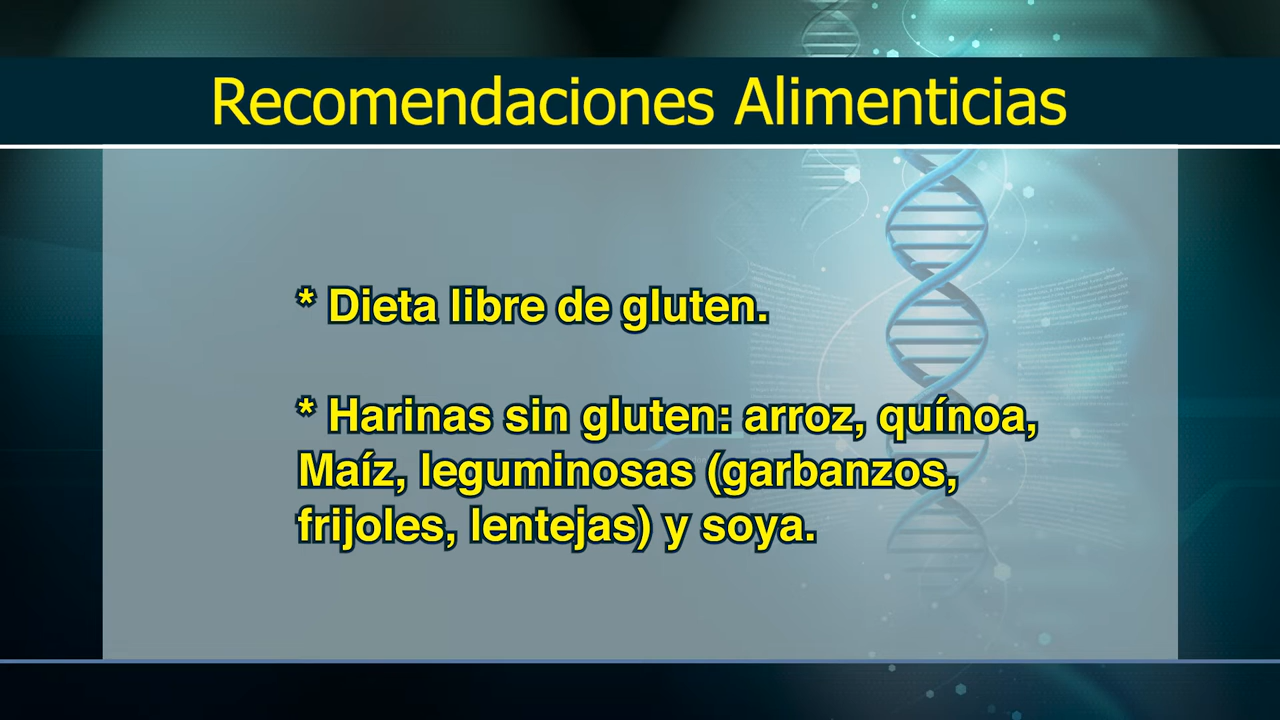 Recomendaciones Alimenticias
* Dieta libre de gluten.
* Harinas sin gluten: arroz, quínoa,
Maíz, leguminosas (garbanzos,
frijoles, lentejas) y soya.